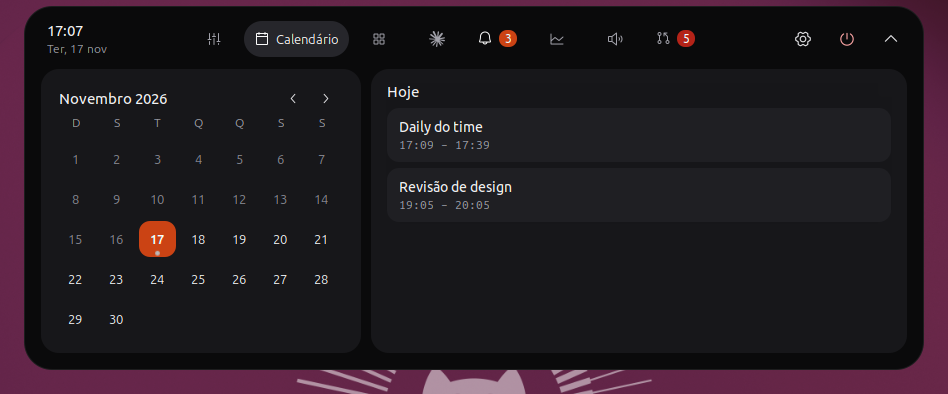 17:07
Ter, 17 nov
Calendário
3
5
Novembro 2026
D S T Q Q S S
1 2 3 4 5 6 7
8 9 10 11 12 13 14
15 16 17 18 19 20 21
22 23 24 25 26 27 28
29 30
Hoje
Daily do time
17:09 – 17:39
Revisão de design
19:05 – 20:05